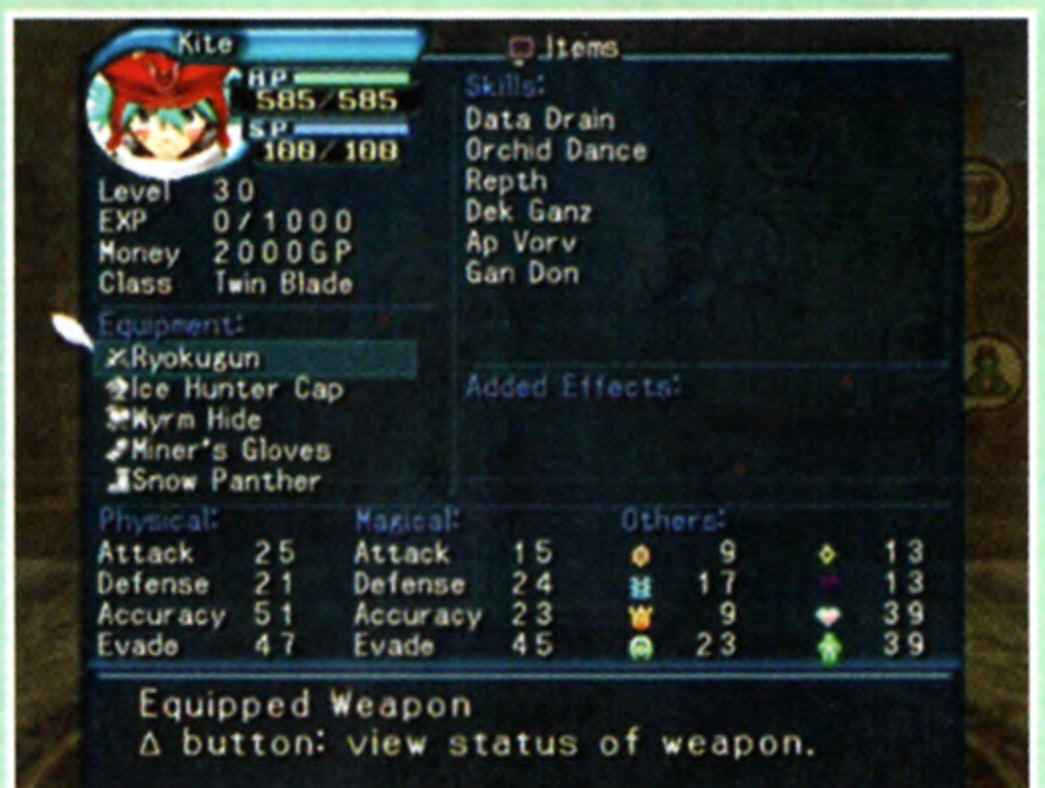 Kite
HP
585/585
SP
100/100
Level 30
EXP 0/1000
Money 2000GP
Class Twin Blade
Equipment:
Ryokugun
Ice Hunter Cap
Wyrm Hide
Miner's Gloves
Snow Panther
Items
Skills:
Data Drain
Orchid Dance
Repth
Dek Ganz
Ap Vorv
Gan Don
Added Effects:
Physical:
Attack 25
Defense 21
Accuracy 51
Evade 47
Magical:
Attack 15
Defense 24
Accuracy 23
Evade 45
Others:
9 13
17 13
9 39
23 39
Equipped Weapon
Δ button: view status of weapon.